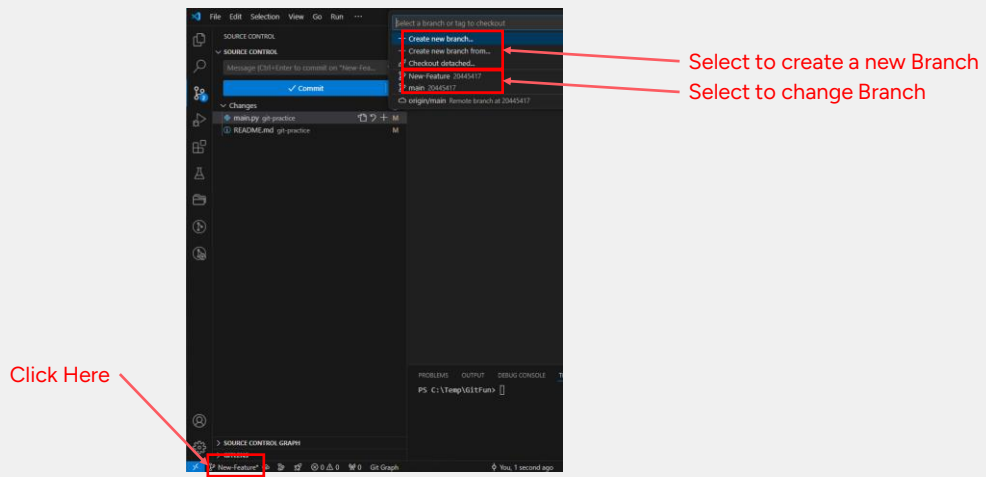 File Edit Selection View Go Run ...
Select a branch or tag to checkout
SOURCE CONTROL
SOURCE CONTROL
Message (Ctrl+Enter to commit on "New-Fea...
Commit
Changes
main.py git-practice M
README.md git-practice M
Create new branch...
Create new branch from...
Checkout detached...
New-Feature 20445417
main 20445417
origin/main Remote branch at 20445417
Select to create a new Branch
Select to change Branch
Click Here
PROBLEMS OUTPUT DEBUG CONSOLE
PS C:\Temp\GitFun>
SOURCE CONTROL GRAPH
New-Feature* 0 0 0 Git Graph You, 1 second ago